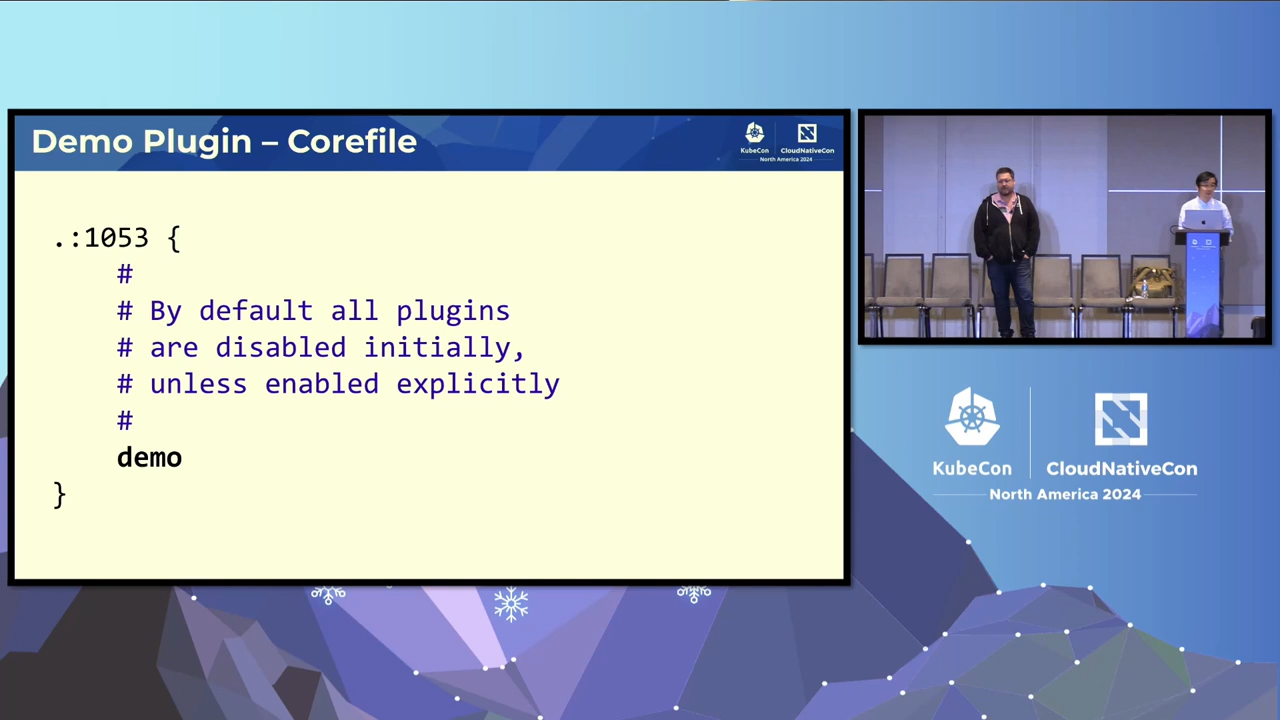 Demo Plugin – Corefile
KubeCon
CloudNativeCon
North America 2024
.:1053 {
#
# By default all plugins
# are disabled initially,
# unless enabled explicitly
#
demo
}
KubeCon
CloudNativeCon
North America 2024